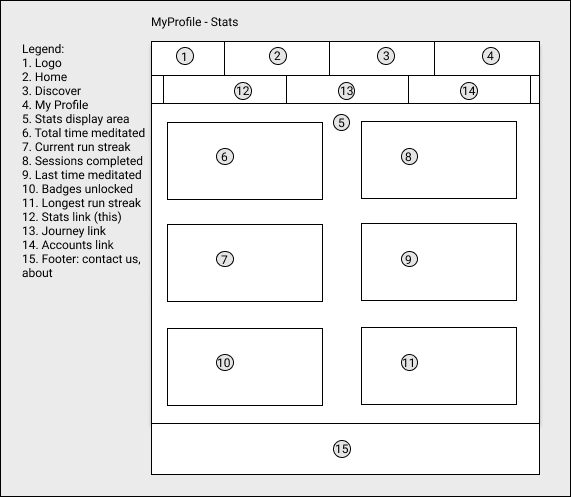 MyProfile - Stats
Legend:
1. Logo
2. Home
3. Discover
4. My Profile
5. Stats display area
6. Total time meditated
7. Current run streak
8. Sessions completed
9. Last time meditated
10. Badges unlocked
11. Longest run streak
12. Stats link (this)
13. Journey link
14. Accounts link
15. Footer: contact us,
about
1
2
3
4
12
13
14
5
6
8
7
9
10
11
15